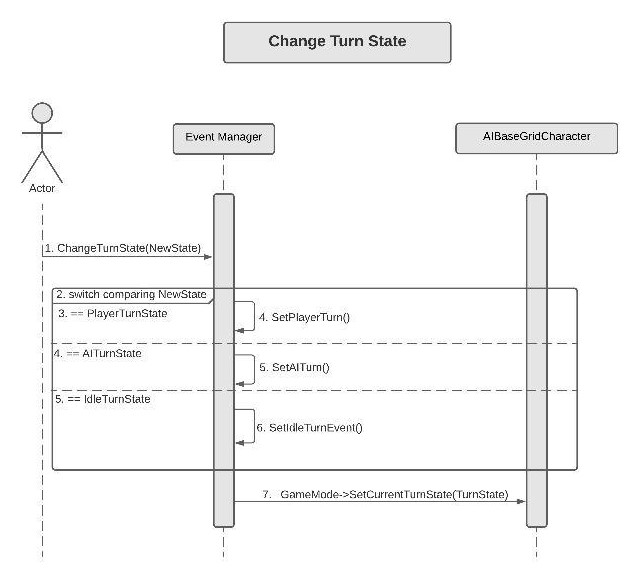 Change Turn State
Event Manager
AIBaseGridCharacter
Actor
1. ChangeTurnState(NewState)
2. switch comparing NewState
3. == PlayerTurnState
4. SetPlayerTurn()
4. == AITurnState
5. SetAITurn()
5. == IdleTurnState
6. SetIdleTurnEvent()
7. GameMode->SetCurrentTurnState(TurnState)